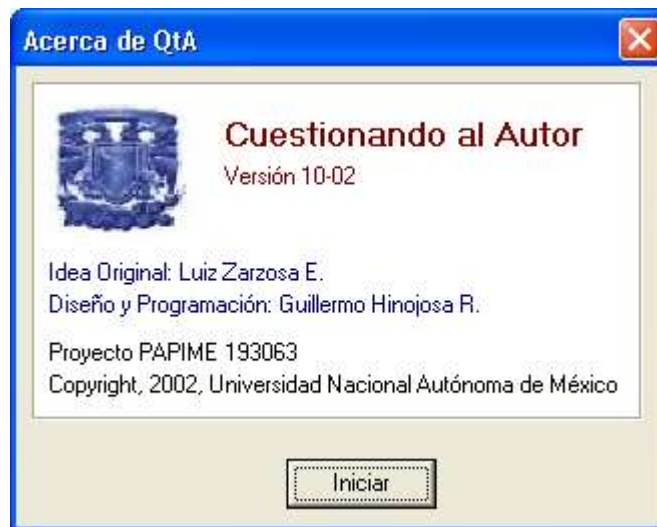 Acerca de QtA
Cuestionando al Autor
Versión 10-02
Idea Original: Luiz Zarzosa E.
Diseño y Programación: Guillermo Hinojosa R.
Proyecto PAPIME 193063
Copyright, 2002, Universidad Nacional Autónoma de México
Iniciar